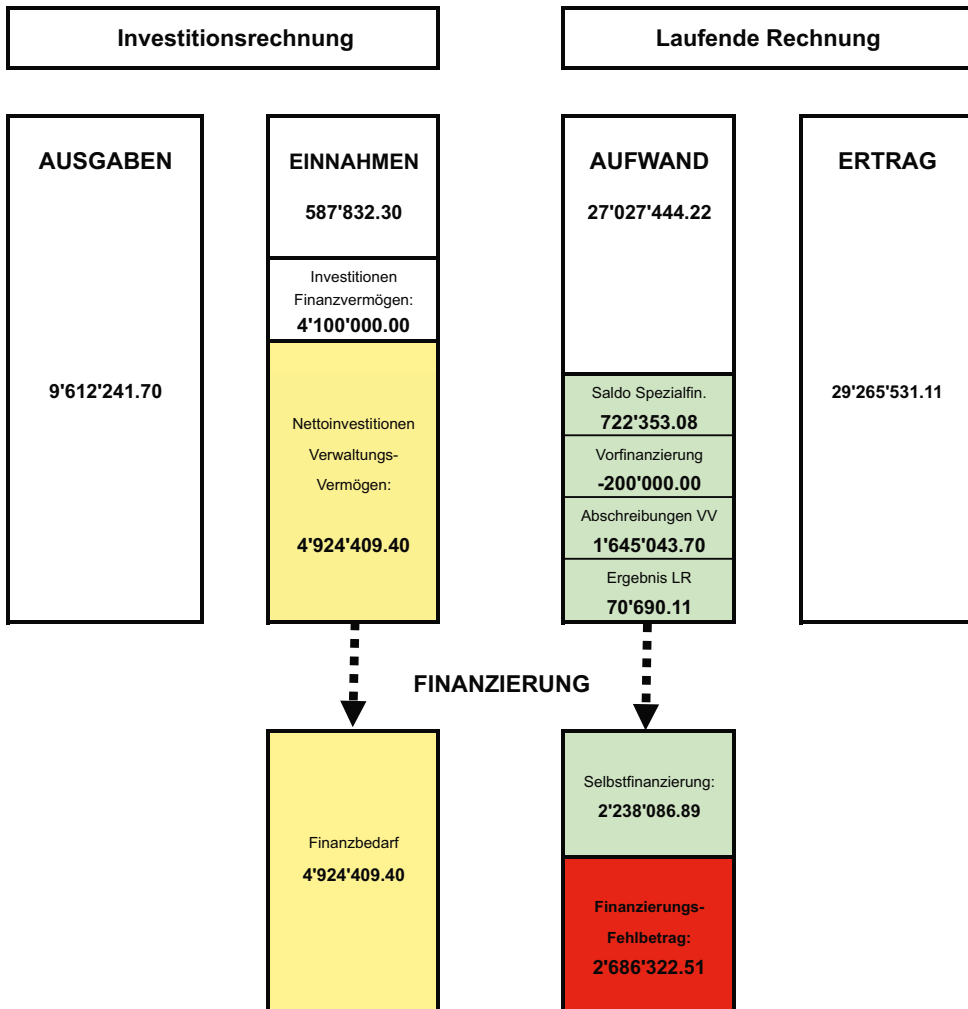 Investitionsrechnung
Laufende Rechnung
AUSGABEN
9'612'241.70
EINNAHMEN
587'832.30
Investitionen
Finanzvermögen:
4'100'000.00
Nettoinvestitionen
Verwaltungs-
Vermögen:
4'924'409.40
AUFWAND
27'027'444.22
Saldo Spezialfin.
722'353.08
Vorfinanzierung
-200'000.00
Abschreibungen VV
1'645'043.70
Ergebnis LR
70'690.11
ERTRAG
29'265'531.11
FINANZIERUNG
Finanzbedarf
4'924'409.40
Selbstfinanzierung:
2'238'086.89
Finanzierungs-
Fehlbetrag:
2'686'322.51